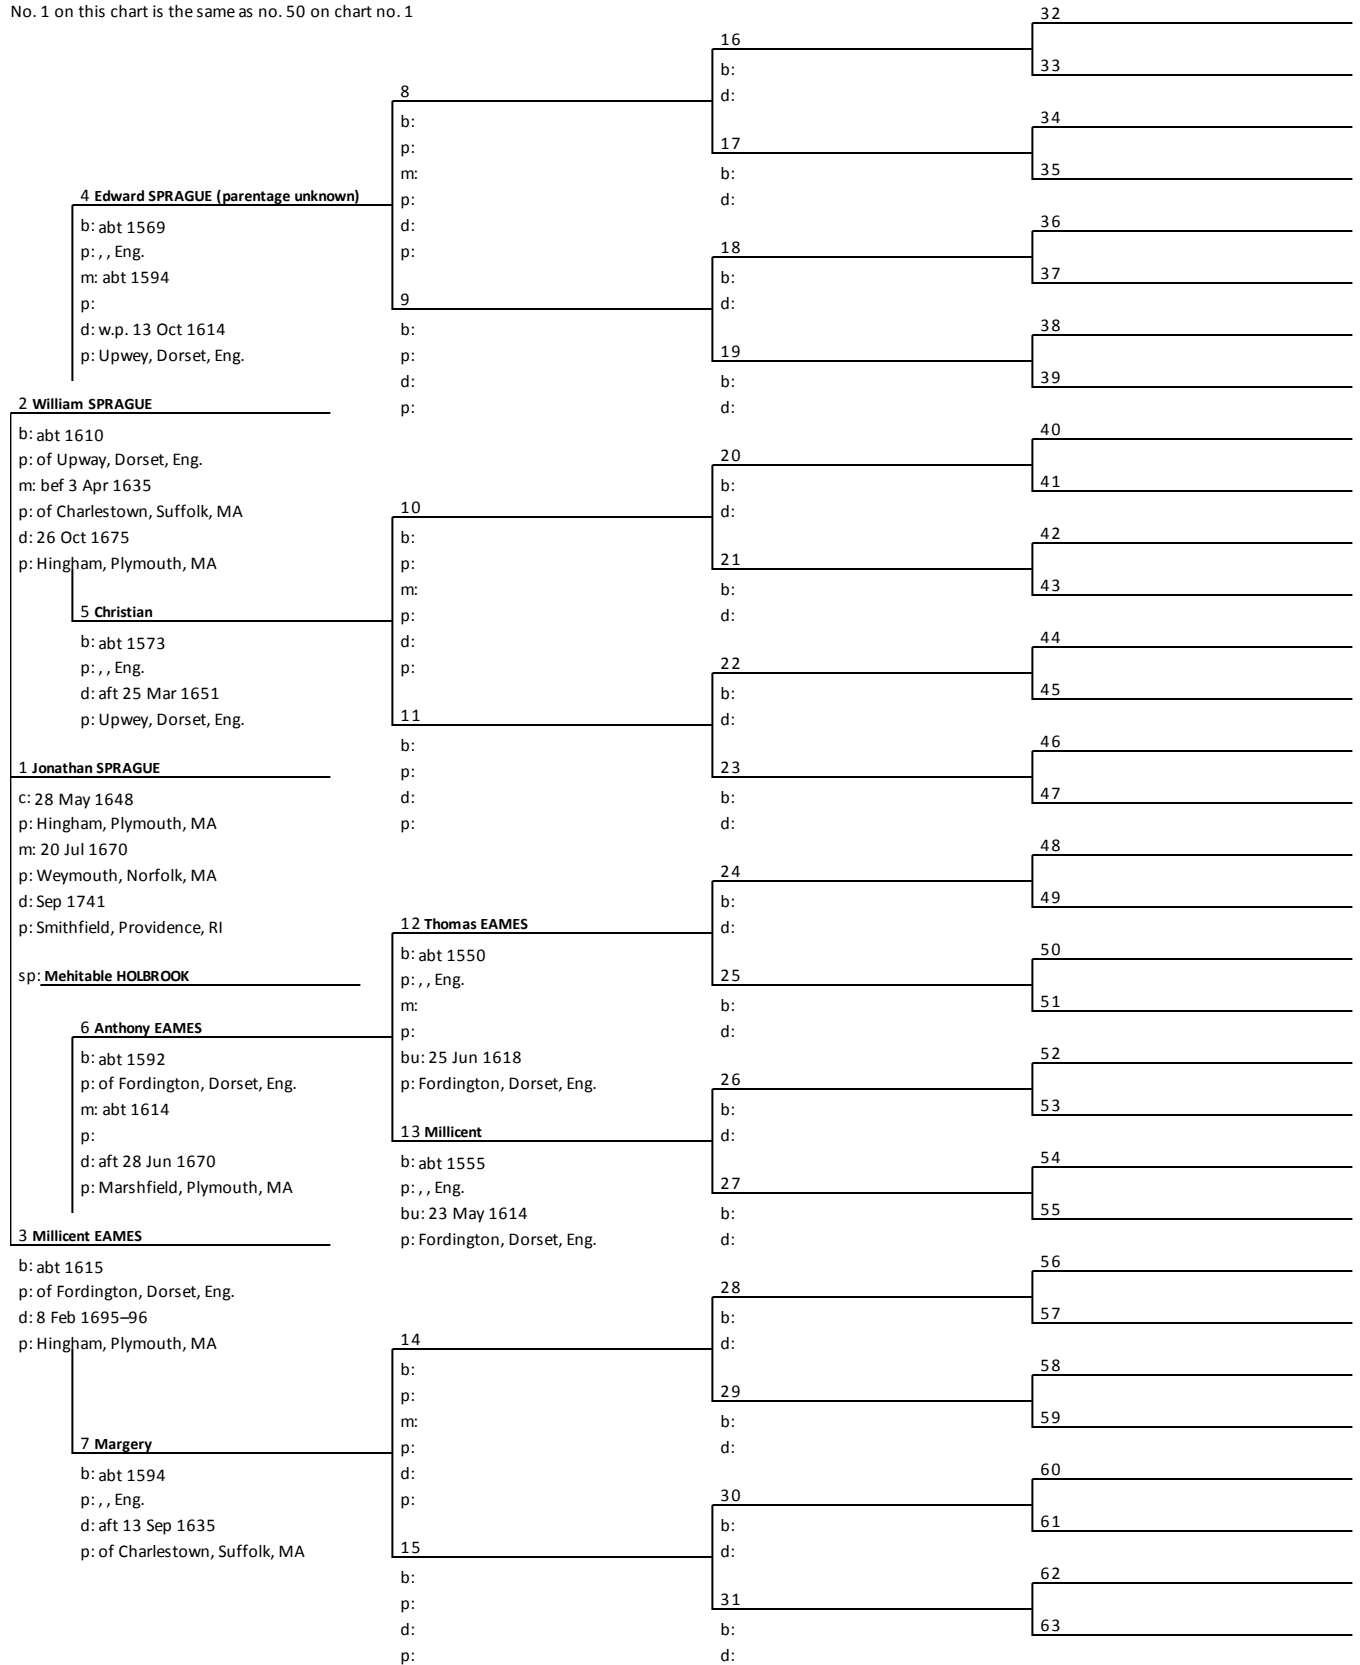 No. 1 on this chart is the same as no. 50 on chart no. 1
4 Edward SPRAGUE (parentage unknown)
b: abt 1569
p: , , Eng.
m: abt 1594
p:
d: w.p. 13 Oct 1614
p: Upwey, Dorset, Eng.
2 William SPRAGUE
b: abt 1610
p: of Upway, Dorset, Eng.
m: bef 3 Apr 1635
p: of Charlestown, Suffolk, MA
d: 26 Oct 1675
p: Hingham, Plymouth, MA
5 Christian
b: abt 1573
p: , , Eng.
d: aft 25 Mar 1651
p: Upwey, Dorset, Eng.
1 Jonathan SPRAGUE
c: 28 May 1648
p: Hingham, Plymouth, MA
m: 20 Jul 1670
p: Weymouth, Norfolk, MA
d: Sep 1741
p: Smithfield, Providence, RI
sp: Mehitable HOLBROOK
6 Anthony EAMES
b: abt 1592
p: of Fordington, Dorset, Eng.
m: abt 1614
p:
d: aft 28 Jun 1670
p: Marshfield, Plymouth, MA
3 Millicent EAMES
b: abt 1615
p: of Fordington, Dorset, Eng.
d: 8 Feb 1695–96
p: Hingham, Plymouth, MA
7 Margery
b: abt 1594
p: , , Eng.
d: aft 13 Sep 1635
p: of Charlestown, Suffolk, MA
8
b:
p:
m:
p:
d:
p:
9
b:
p:
d:
p:
10
b:
p:
m:
p:
d:
p:
11
b:
p:
d:
p:
12 Thomas EAMES
b: abt 1550
p: , , Eng.
m:
p:
bu: 25 Jun 1618
p: Fordington, Dorset, Eng.
13 Millicent
b: abt 1555
p: , , Eng.
bu: 23 May 1614
p: Fordington, Dorset, Eng.
14
b:
p:
m:
p:
d:
p:
15
b:
p:
d:
p:
16
b:
d:
17
b:
d:
18
b:
d:
19
b:
d:
20
b:
d:
21
b:
d:
22
b:
d:
23
b:
d:
24
b:
d:
25
b:
d:
26
b:
d:
27
b:
d:
28
b:
d:
29
b:
d:
30
b:
d:
31
b:
d:
32
33
34
35
36
37
38
39
40
41
42
43
44
45
46
47
48
49
50
51
52
53
54
55
56
57
58
59
60
61
62
63